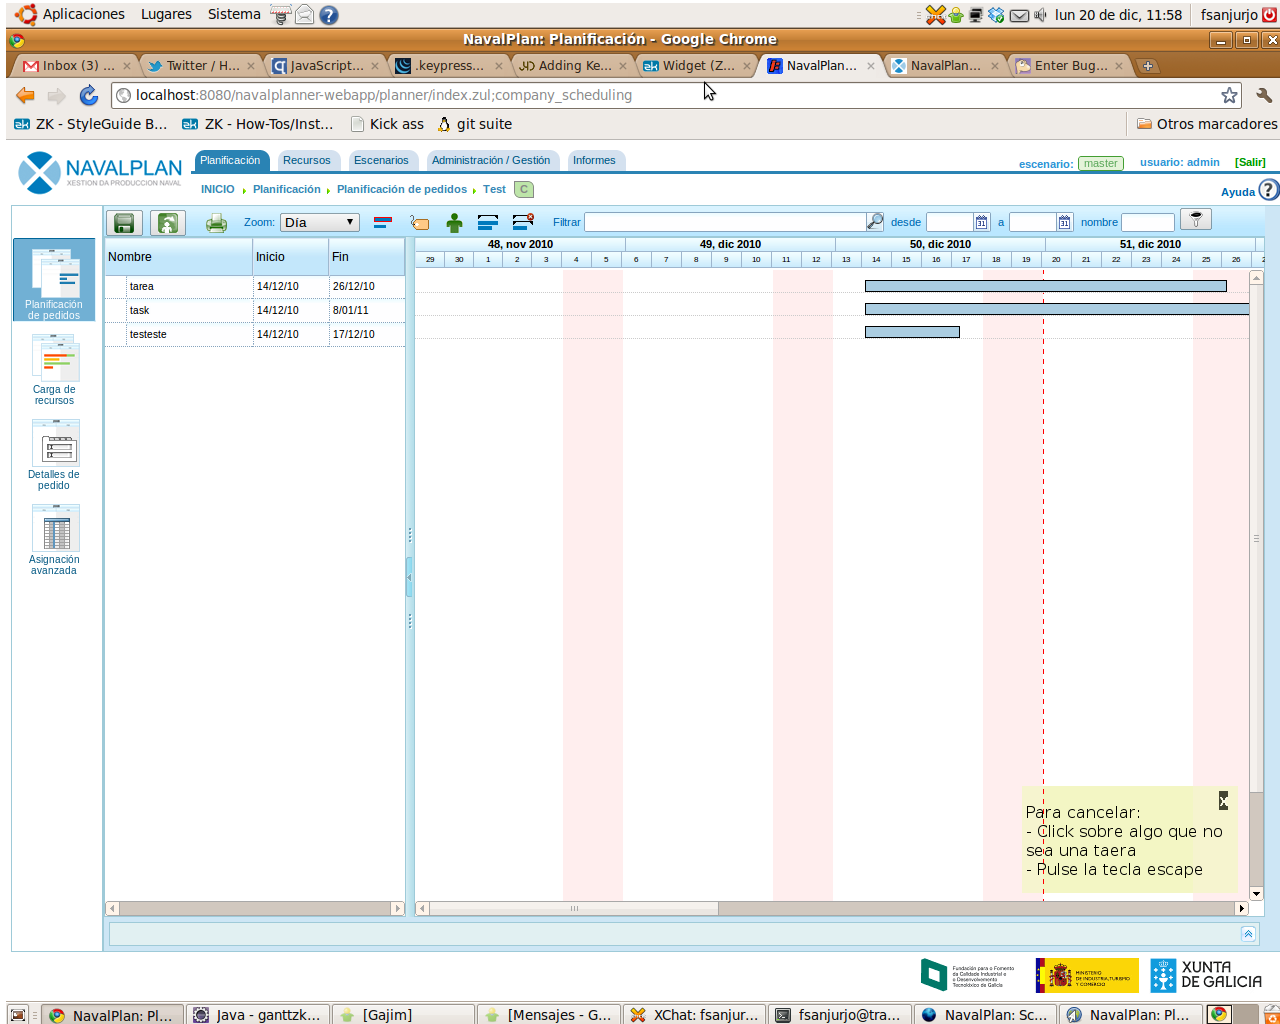 Aplicaciones Lugares Sistema
lun 20 de dic, 11:58 fsanjurjo
NavalPlan: Planificación - Google Chrome
Inbox (3) ... Twitter / H... JavaScript... .keypress... Adding Ke... Widget (Z... NavalPlan... NavalPlan... Enter Bug...
localhost:8080/navalplanner-webapp/planner/index.zul;company_scheduling
ZK - StyleGuide B... ZK - How-Tos/Inst... Kick ass git suite Otros marcadores
NAVALPLAN
XESTIÓN DA PRODUCCIÓN NAVAL
Planificación Recursos Escenarios Administración / Gestión Informes
escenario: master usuario: admin [Salir]
INICIO Planificación Planificación de pedidos Test C
Ayuda ?
Zoom: Día Filtrar desde 31 a 31 nombre
Nombre Inicio Fin
48, nov 2010 49, dic 2010 50, dic 2010 51, dic 2010
29 30 1 2 3 4 5 6 7 8 9 10 11 12 13 14 15 16 17 18 19 20 21 22 23 24 25 26
tarea 14/12/10 26/12/10
task 14/12/10 8/01/11
testeste 14/12/10 17/12/10
Planificación
de pedidos
Carga de
recursos
Detalles de
pedido
Asignación
avanzada
x
Para cancelar:
- Click sobre algo que no
sea una taera
- Pulse la tecla escape
Fundación para o Fomento
da Calidade Industrial e
o Desenvolvemento
Tecnolóxico de Galicia
MINISTERIO
DE INDUSTRIA, TURISMO
Y COMERCIO
XUNTA
DE GALICIA
NavalPlan: Pl... Java - ganttzk... [Gajim] [Mensajes - G... XChat: fsanjur... fsanjurjo@tra... NavalPlan: Sc... NavalPlan: Pl...